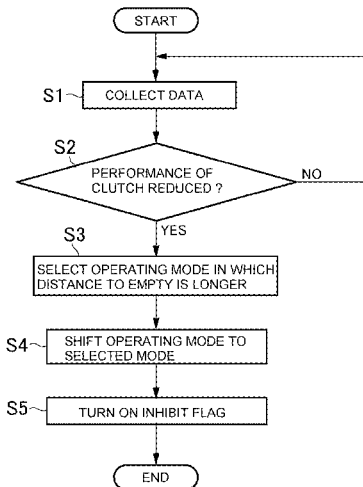 START
S1
COLLECT DATA
S2
PERFORMANCE OF
CLUTCH REDUCED ?
NO
YES
S3
SELECT OPERATING MODE IN WHICH
DISTANCE TO EMPTY IS LONGER
S4
SHIFT OPERATING MODE TO
SELECTED MODE
S5
TURN ON INHIBIT FLAG
END